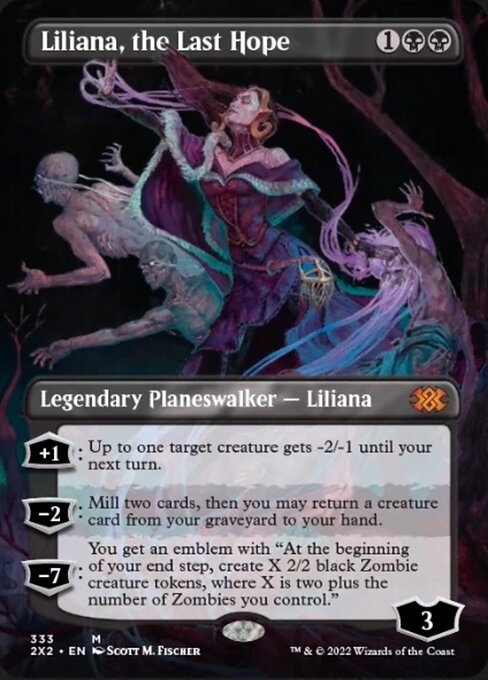 Liliana, the Last Hope 1
Legendary Planeswalker — Liliana
+1: Up to one target creature gets -2/-1 until your
next turn.
−2: Mill two cards, then you may return a creature
card from your graveyard to your hand.
−7: You get an emblem with “At the beginning
of your end step, create X 2/2 black Zombie
creature tokens, where X is two plus the
number of Zombies you control.”
3
333 M
2X2 • EN Scott M. Fischer
™ & © 2022 Wizards of the Coast